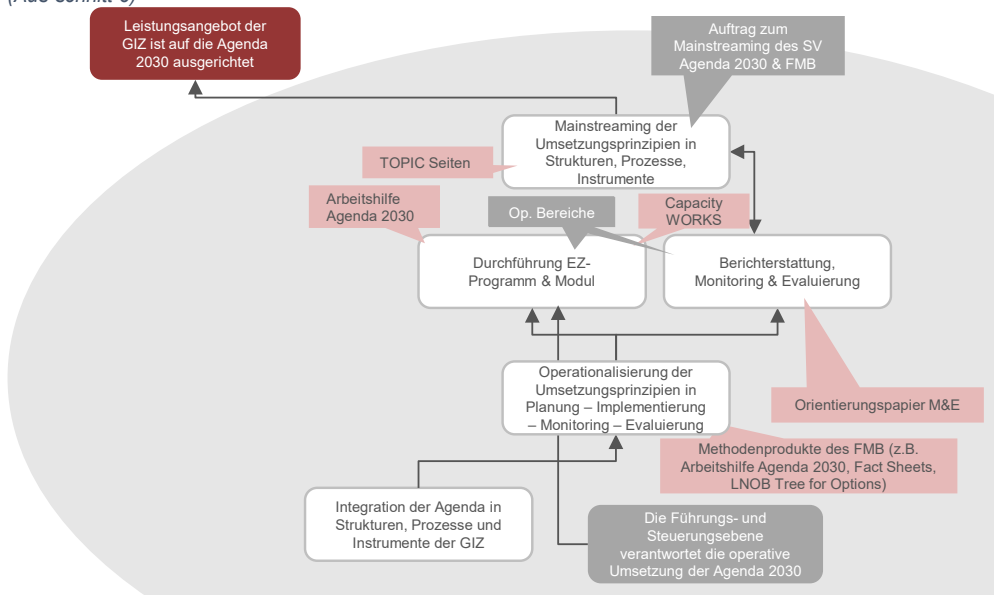 Leistungsangebot der
GIZ ist auf die Agenda
2030 ausgerichtet
Auftrag zum
Mainstreaming des SV
Agenda 2030 & FMB
Mainstreaming der
Umsetzungsprinzipien in
Strukturen, Prozesse,
Instrumente
TOPIC Seiten
Arbeitshilfe
Agenda 2030
Op. Bereiche
Capacity
WORKS
Durchführung EZ-
Programm & Modul
Berichterstattung,
Monitoring & Evaluierung
Operationalisierung der
Umsetzungsprinzipien in
Planung – Implementierung
– Monitoring – Evaluierung
Orientierungspapier M&E
Methodenprodukte des FMB (z.B.
Arbeitshilfe Agenda 2030, Fact Sheets,
LNOB Tree for Options)
Integration der Agenda in
Strukturen, Prozesse und
Instrumente der GIZ
Die Führungs- und
Steuerungsebene
verantwortet die operative
Umsetzung der Agenda 2030